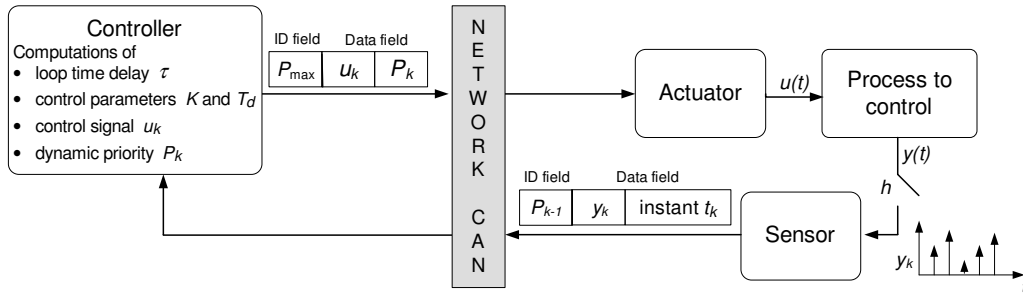 Controller
Computations of
• loop time delay τ
• control parameters K and Td
• control signal uk
• dynamic priority Pk
ID field Data field
Pmax uk Pk
NETWORK CAN
Actuator
u(t)
Process to
control
y(t)
h
ID field Data field
Pk-1 yk instant tk
Sensor
yk